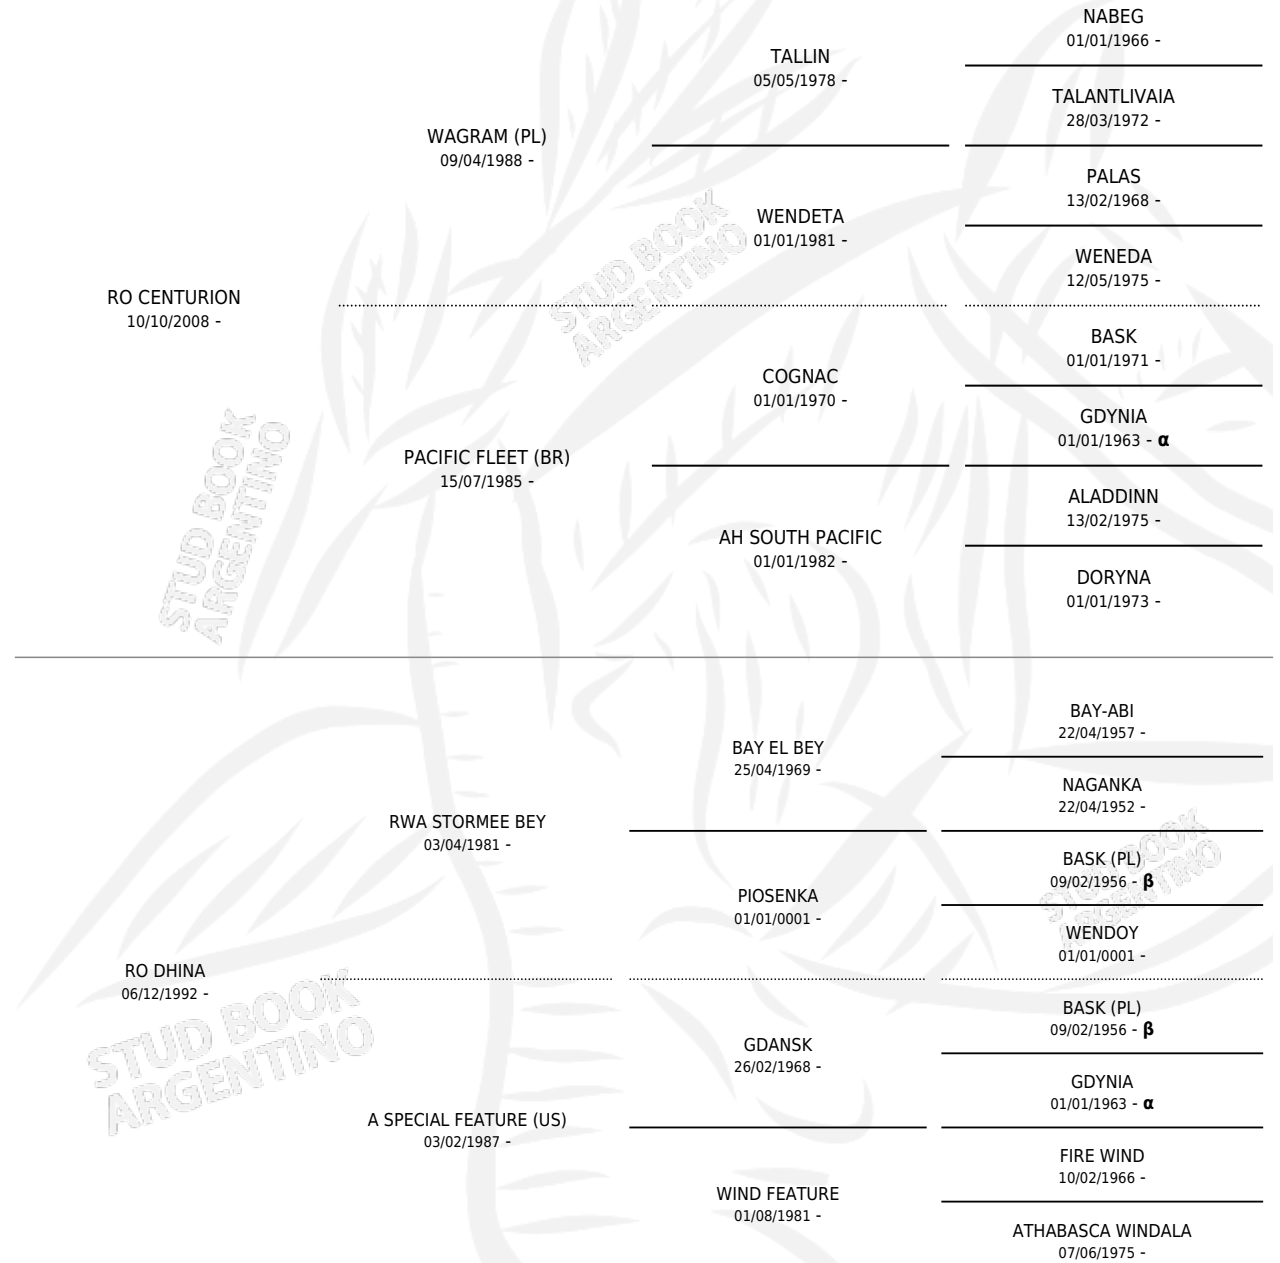 NABEG
01/01/1966 -
TALLIN
05/05/1978 -
TALANTLIVAIA
28/03/1972 -
WAGRAM (PL)
09/04/1988 -
PALAS
13/02/1968 -
WENDETA
01/01/1981 -
WENEDA
12/05/1975 -
RO CENTURION
10/10/2008 -
BASK
01/01/1971 -
COGNAC
01/01/1970 -
GDYNIA
01/01/1963 - α
PACIFIC FLEET (BR)
15/07/1985 -
ALADDINN
13/02/1975 -
AH SOUTH PACIFIC
01/01/1982 -
DORYNA
01/01/1973 -
BAY-ABI
22/04/1957 -
BAY EL BEY
25/04/1969 -
NAGANKA
22/04/1952 -
RWA STORMEE BEY
03/04/1981 -
BASK (PL)
09/02/1956 - β
PIOSENKA
01/01/0001 -
WENDOY
01/01/0001 -
RO DHINA
06/12/1992 -
BASK (PL)
09/02/1956 - β
GDANSK
26/02/1968 -
GDYNIA
01/01/1963 - α
A SPECIAL FEATURE (US)
03/02/1987 -
FIRE WIND
10/02/1966 -
WIND FEATURE
01/08/1981 -
ATHABASCA WINDALA
07/06/1975 -
STUD BOOK
ARGENTINO
STUD BOOK
ARGENTINO
STUD BOOK
ARGENTINO
STUD BOOK
ARGENTINO